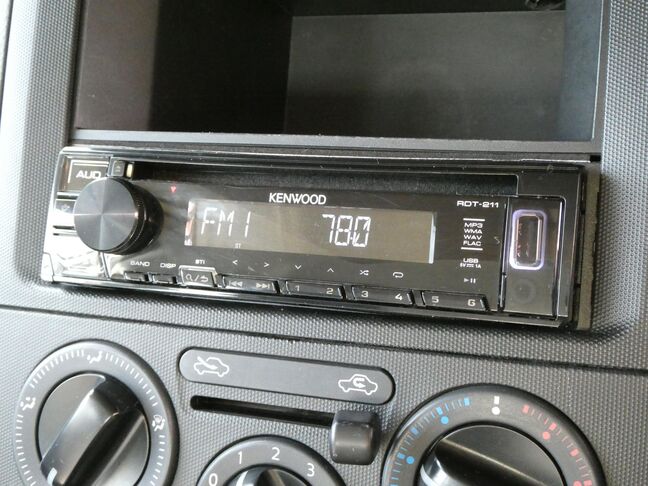 AUD
KENWOOD
RDT-211
FM1 78.0
ST
MP3
WMA
WAV
FLAC
USB
5V 1A
BAND DISP STI
1 2 3 4 5 6
0 1 2 3